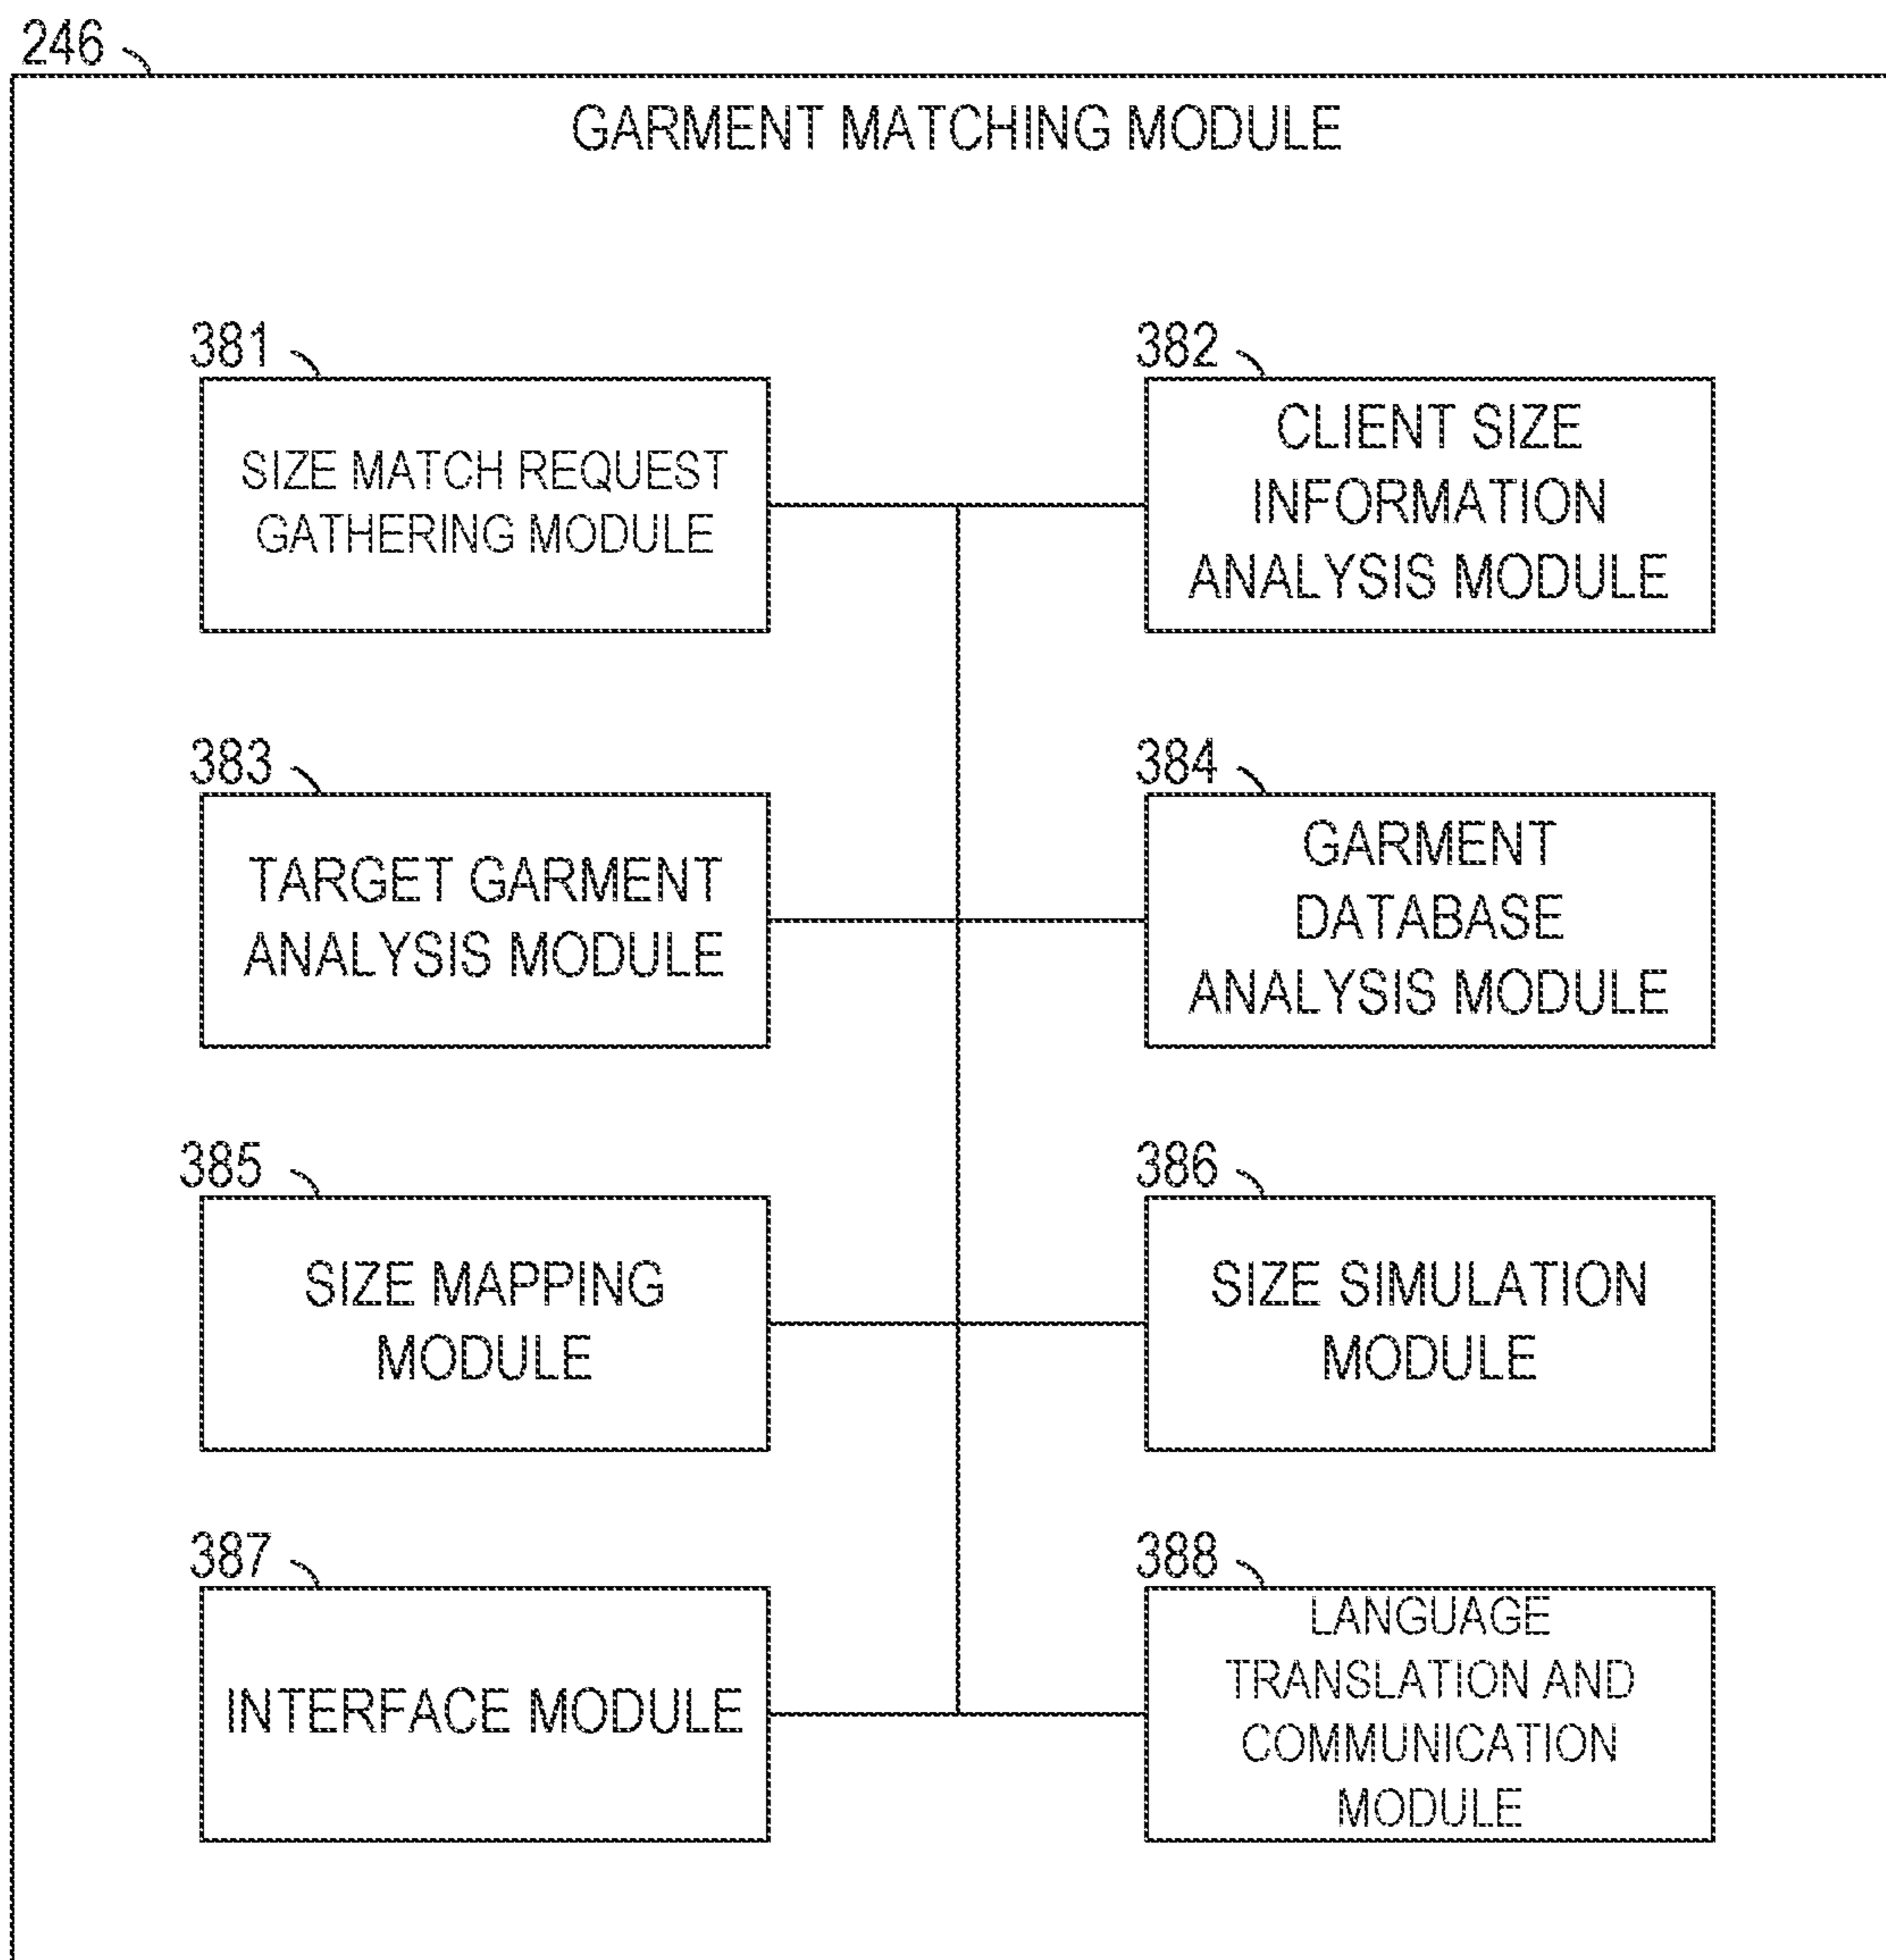 246
GARMENT MATCHING MODULE
381
SIZE MATCH REQUEST
GATHERING MODULE
382
CLIENT SIZE
INFORMATION
ANALYSIS MODULE
383
TARGET GARMENT
ANALYSIS MODULE
384
GARMENT
DATABASE
ANALYSIS MODULE
385
SIZE MAPPING
MODULE
386
SIZE SIMULATION
MODULE
387
INTERFACE MODULE
388
LANGUAGE
TRANSLATION AND
COMMUNICATION
MODULE